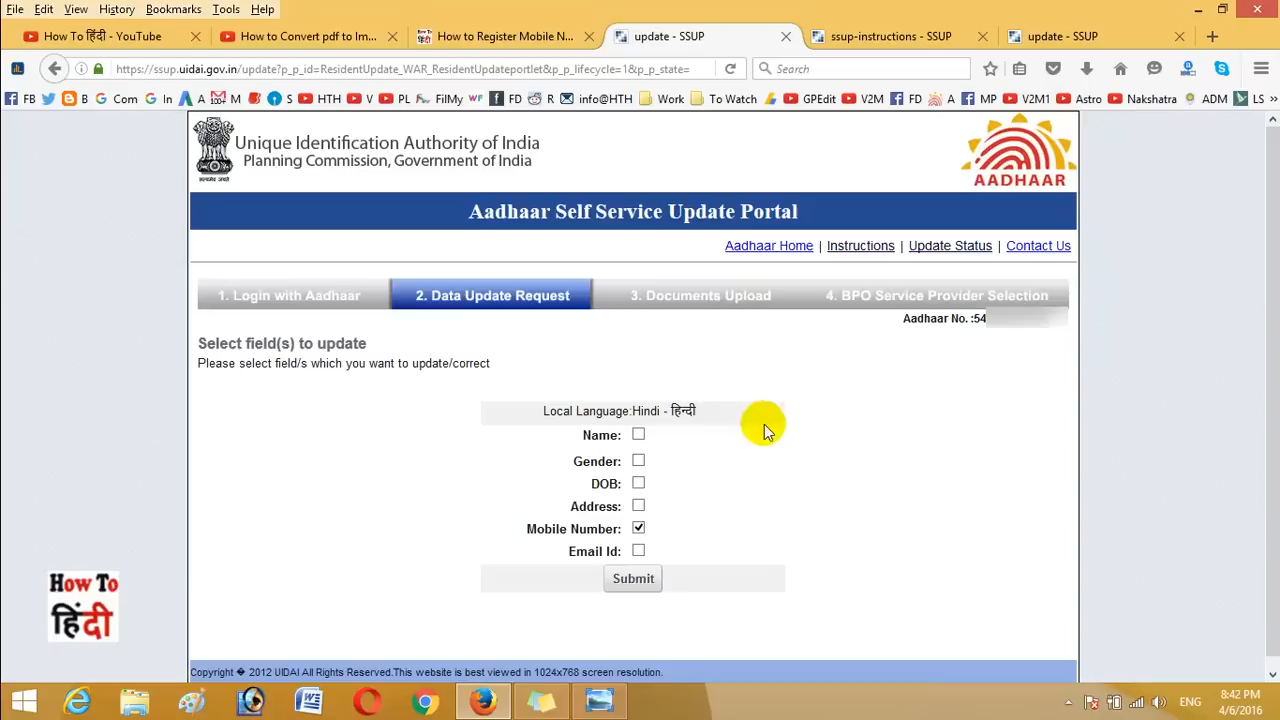 File Edit View History Bookmarks Tools Help
How To हिंदी - YouTube
How to Convert pdf to Im...
How to Register Mobile N...
update - SSUP
ssup-instructions - SSUP
update - SSUP
https://ssup.uidai.gov.in/update?p_p_id=ResidentUpdate_WAR_ResidentUpdateportlet&p_p_lifecycle=1&p_p_state=
Search
FB B Com In A M R S HTH V PL FilMy FD R info@HTH Work To Watch GPEdit V2M FD A MP V2M1 Astro Nakshatra ADM LS »
Unique Identification Authority of India
Planning Commission, Government of India
AADHAAR
Aadhaar Self Service Update Portal
Aadhaar Home | Instructions | Update Status | Contact Us
1. Login with Aadhaar 2. Data Update Request 3. Documents Upload 4. BPO Service Provider Selection
Aadhaar No. :54
Select field(s) to update
Please select field/s which you want to update/correct
Local Language:Hindi - हिन्दी
Name:
Gender:
DOB:
Address:
Mobile Number:
Email Id:
Submit
How To
हिंदी
Copyright � 2012 UIDAI All Rights Reserved.This website is best viewed in 1024x768 screen resolution.
ENG
8:42 PM
4/6/2016